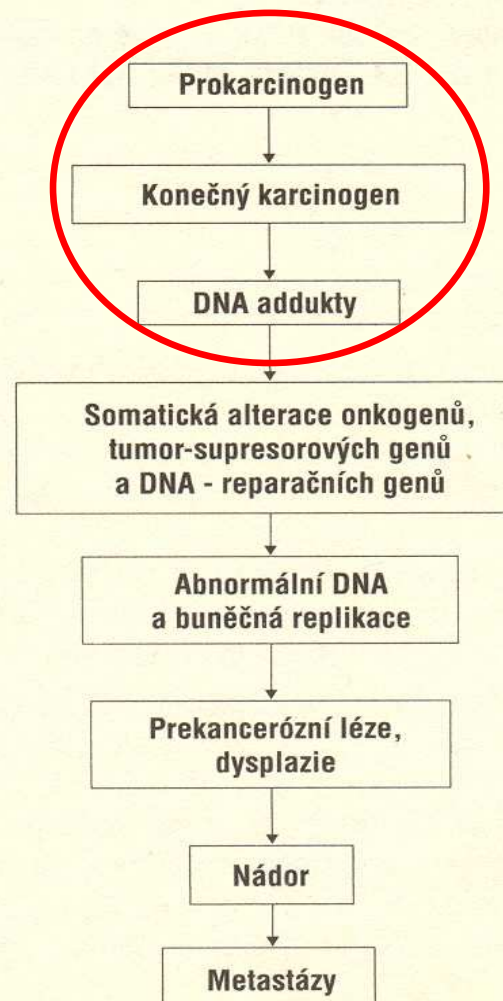 Prokarcinogen
Konečný karcinogen
DNA addukty
Somatická alterace onkogenů,
tumor-supresorových genů
a DNA - reparačních genů
Abnormální DNA
a buněčná replikace
Prekancerózní léze,
dysplazie
Nádor
Metastázy